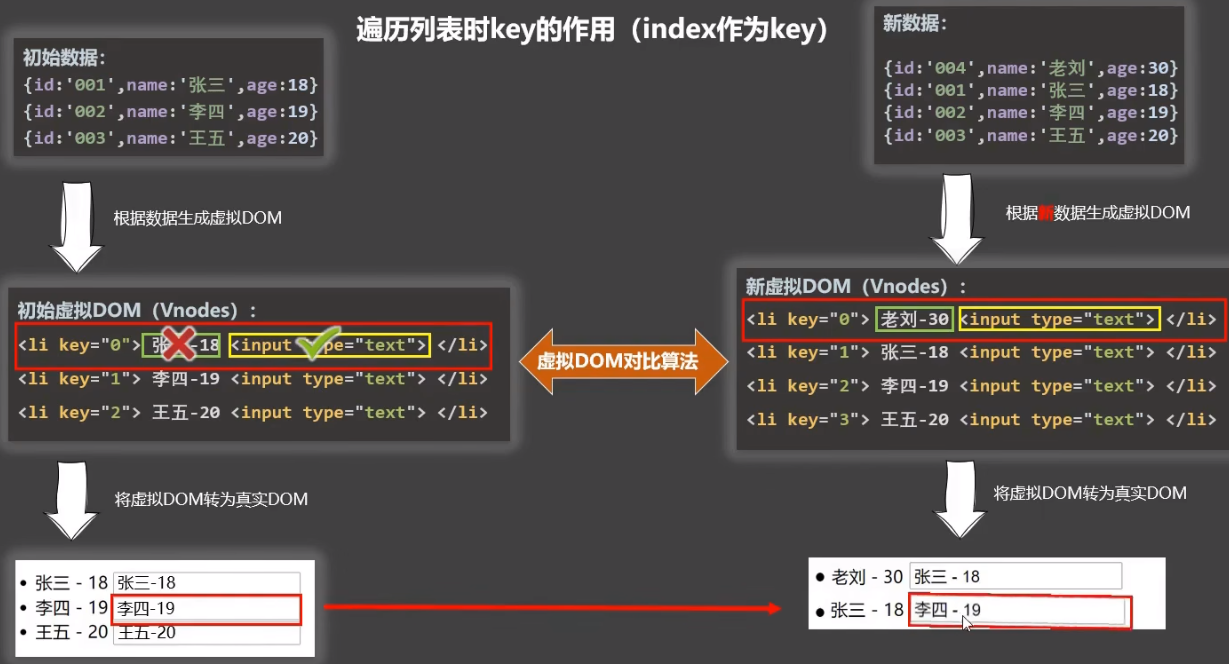 遍历列表时key的作用（index作为key）
初始数据:
{id:'001',name:'张三',age:18}
{id:'002',name:'李四',age:19}
{id:'003',name:'王五',age:20}
新数据:
{id:'004',name:'老刘',age:30}
{id:'001',name:'张三',age:18}
{id:'002',name:'李四',age:19}
{id:'003',name:'王五',age:20}
根据数据生成虚拟DOM
根据新数据生成虚拟DOM
初始虚拟DOM（Vnodes）:
<li key="0"> 张三-18 <input type="text"> </li>
<li key="1"> 李四-19 <input type="text"> </li>
<li key="2"> 王五-20 <input type="text"> </li>
虚拟DOM对比算法
新虚拟DOM（Vnodes）:
<li key="0"> 老刘-30 <input type="text"> </li>
<li key="1"> 张三-18 <input type="text"> </li>
<li key="2"> 李四-19 <input type="text"> </li>
<li key="3"> 王五-20 <input type="text"> </li>
将虚拟DOM转为真实DOM
将虚拟DOM转为真实DOM
• 张三 - 18 张三-18
• 李四 - 19 李四-19
• 王五 - 20 王五-20
• 老刘 - 30 张三 - 18
• 张三 - 18 李四 - 19